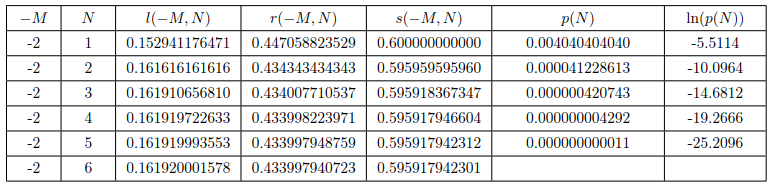 −M N l(−M, N) r(−M, N) s(−M, N) p(N) ln(p(N))
-2 1 0.152941176471 0.447058823529 0.600000000000 0.004040404040 -5.5114
-2 2 0.161616161616 0.434343434343 0.595959595960 0.000041228613 -10.0964
-2 3 0.161910656810 0.434007710537 0.595918367347 0.000000420743 -14.6812
-2 4 0.161919722633 0.433998223971 0.595917946604 0.000000004292 -19.2666
-2 5 0.161919993553 0.433997948759 0.595917942312 0.000000000011 -25.2096
-2 6 0.161920001578 0.433997940723 0.595917942301